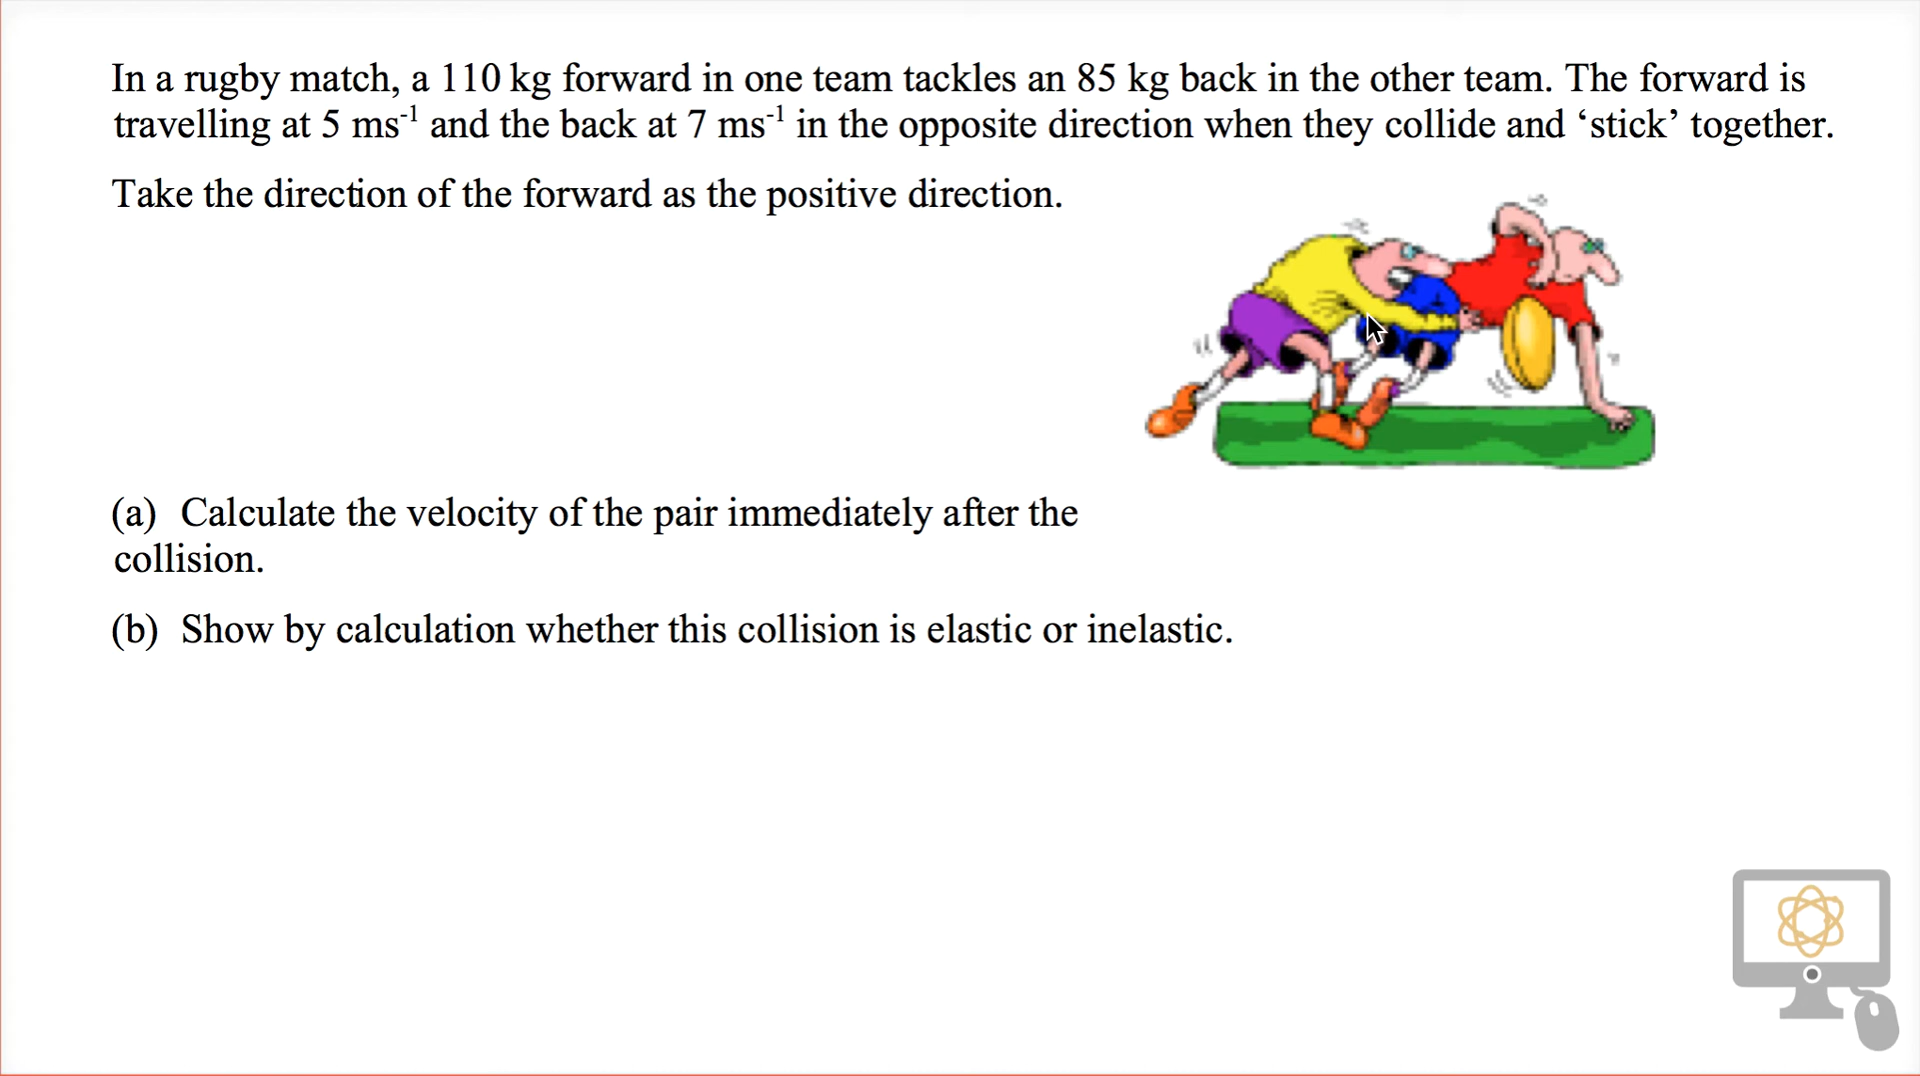 In a rugby match, a 110 kg forward in one team tackles an 85 kg back in the other team. The forward is
travelling at 5 ms⁻¹ and the back at 7 ms⁻¹ in the opposite direction when they collide and ‘stick’ together.
Take the direction of the forward as the positive direction.
(a) Calculate the velocity of the pair immediately after the
collision.
(b) Show by calculation whether this collision is elastic or inelastic.